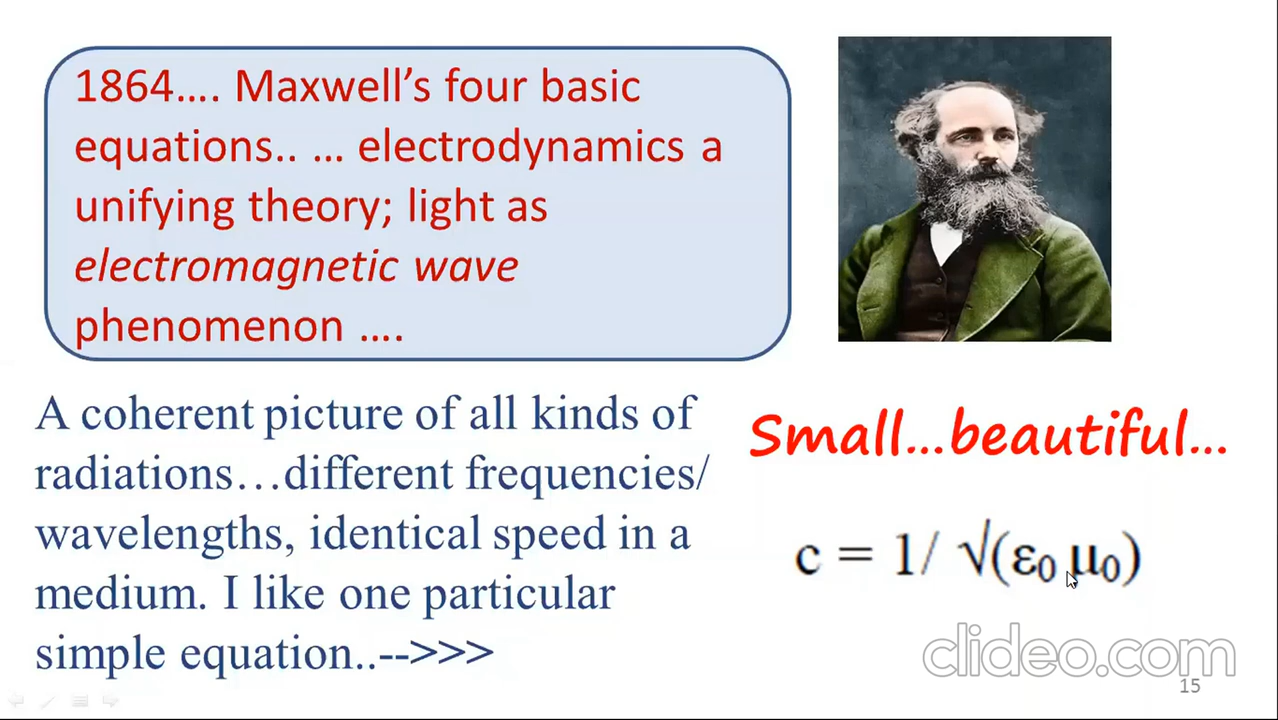 1864…. Maxwell’s four basic
equations.. … electrodynamics a
unifying theory; light as
electromagnetic wave
phenomenon ….
A coherent picture of all kinds of
radiations…different frequencies/
wavelengths, identical speed in a
medium. I like one particular
simple equation..-->>>
Small...beautiful...
c = 1/ √(ε₀ μ₀)
clideo.com
15